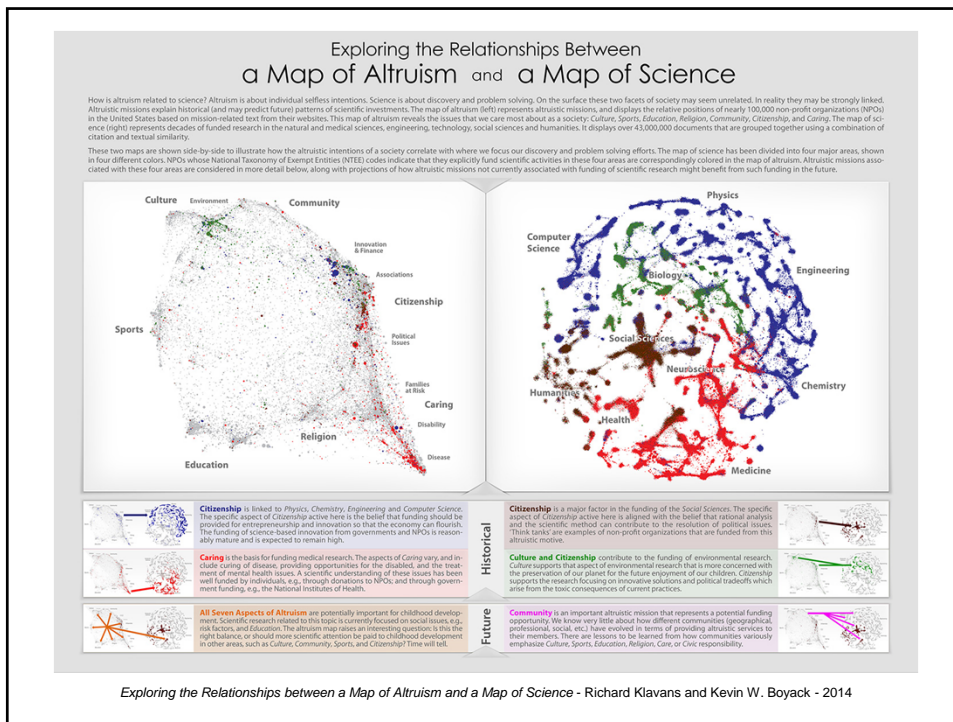 Exploring the Relationships Between
a Map of Altruism and a Map of Science
How is altruism related to science? Altruism is about individual selfless intentions. Science is about discovery and problem solving. On the surface these two facets of society may seem unrelated. In reality they may be strongly linked.
Altruistic missions explain historical (and may predict future) patterns of scientific investments. The map of altruism (left) represents altruistic missions, and displays the relative positions of nearly 100,000 non-profit organizations (NPOs)
in the United States based on mission-related text from their websites. This map of altruism reveals the issues that we care most about as a society: Culture, Sports, Education, Religion, Community, Citizenship, and Caring. The map of sci-
ence (right) represents decades of funded research in the natural and medical sciences, engineering, technology, social sciences and humanities. It displays over 43,000,000 documents that are grouped together using a combination of
citation and textual similarity.
These two maps are shown side-by-side to illustrate how the altruistic intentions of a society correlate with where we focus our discovery and problem solving efforts. The map of science has been divided into four major areas, shown
in four different colors. NPOs whose National Taxonomy of Exempt Entities (NTEE) codes indicate that they explicitly fund scientific activities in these four areas are correspondingly colored in the map of altruism. Altruistic missions asso-
ciated with these four areas are considered in more detail below, along with projections of how altruistic missions not currently associated with funding of scientific research might benefit from such funding in the future.
Culture
Environment
Community
Innovation
& Finance
Associations
Citizenship
Sports
Political
Issues
Families
at Risk
Caring
Disability
Religion
Disease
Education
Physics
Computer
Science
Engineering
Biology
Social Sciences
Neuroscience
Chemistry
Humanities
Health
Medicine
Citizenship is linked to Physics, Chemistry, Engineering and Computer Science.
The specific aspect of Citizenship active here is the belief that funding should be
provided for entrepreneurship and innovation so that the economy can flourish.
The funding of science-based innovation from governments and NPOs is reason-
ably mature and is expected to remain high.
Caring is the basis for funding medical research. The aspects of Caring vary, and in-
clude curing of disease, providing opportunities for the disabled, and the treat-
ment of mental health issues. A scientific understanding of these issues has been
well funded by individuals, e.g., through donations to NPOs; and through govern-
ment funding, e.g., the National Institutes of Health.
Historical
Citizenship is a major factor in the funding of the Social Sciences. The specific
aspect of Citizenship active here is aligned with the belief that rational analysis
and the scientific method can contribute to the resolution of political issues.
'Think tanks' are examples of non-profit organizations that are funded from this
altruistic motive.
Culture and Citizenship contribute to the funding of environmental research.
Culture supports that aspect of environmental research that is more concerned with
the preservation of our planet for the future enjoyment of our children. Citizenship
supports the research focusing on innovative solutions and political tradeoffs which
arise from the toxic consequences of current practices.
All Seven Aspects of Altruism are potentially important for childhood develop-
ment. Scientific research related to this topic is currently focused on social issues, e.g.,
risk factors, and Education. The altruism map raises an interesting question: is this the
right balance, or should more scientific attention be paid to childhood development
in other areas, such as Culture, Community, Sports, and Citizenship? Time will tell.
Future
Community is an important altruistic mission that represents a potential funding
opportunity. We know very little about how different communities (geographical,
professional, social, etc.) have evolved in terms of providing altruistic services to
their members. There are lessons to be learned from how communities variously
emphasize Culture, Sports, Education, Religion, Care, or Civic responsibility.
Exploring the Relationships between a Map of Altruism and a Map of Science - Richard Klavans and Kevin W. Boyack - 2014